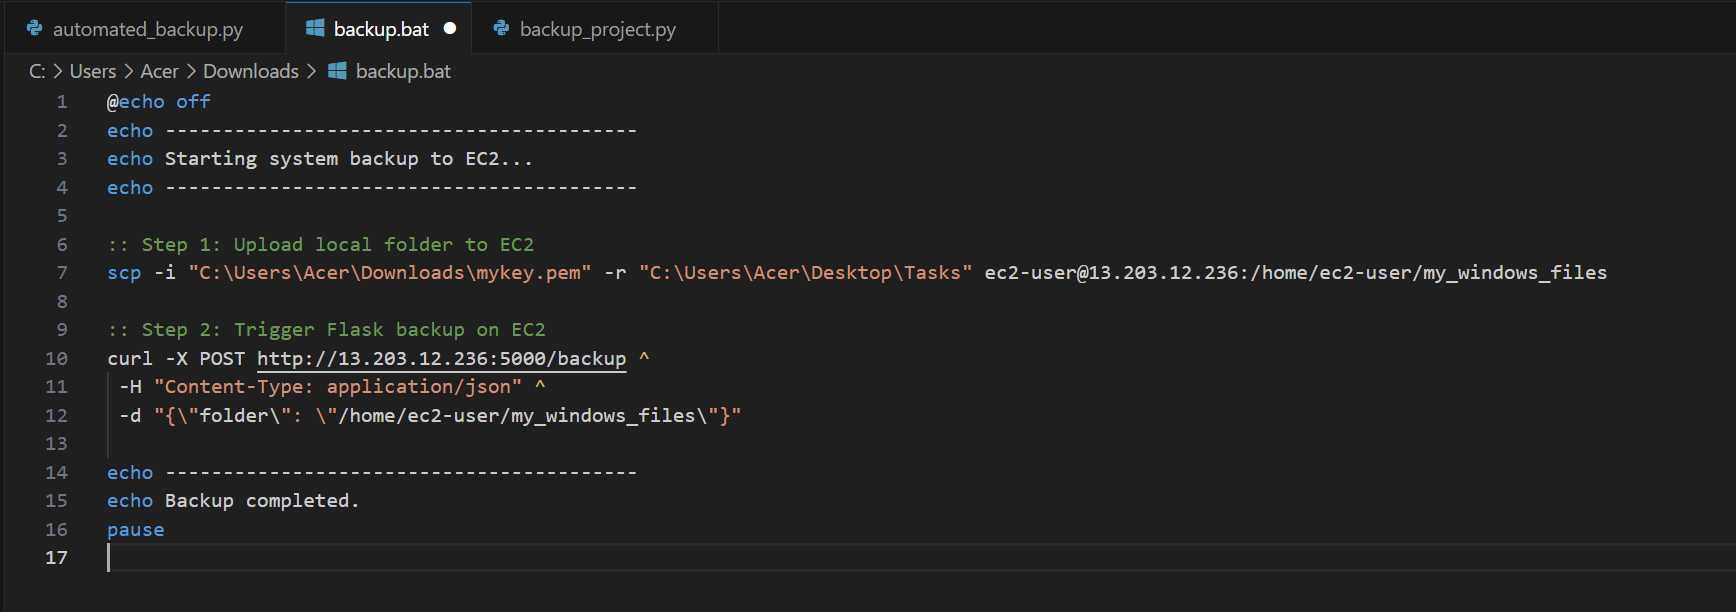 automated_backup.py backup.bat backup_project.py
C: > Users > Acer > Downloads > backup.bat
1 @echo off
2 echo -----------------------------------------
3 echo Starting system backup to EC2...
4 echo -----------------------------------------
5
6 :: Step 1: Upload local folder to EC2
7 scp -i "C:\Users\Acer\Downloads\mykey.pem" -r "C:\Users\Acer\Desktop\Tasks" ec2-user@13.203.12.236:/home/ec2-user/my_windows_files
8
9 :: Step 2: Trigger Flask backup on EC2
10 curl -X POST http://13.203.12.236:5000/backup ^
11  -H "Content-Type: application/json" ^
12  -d "{\"folder\": \"/home/ec2-user/my_windows_files\"}"
13
14 echo -----------------------------------------
15 echo Backup completed.
16 pause
17